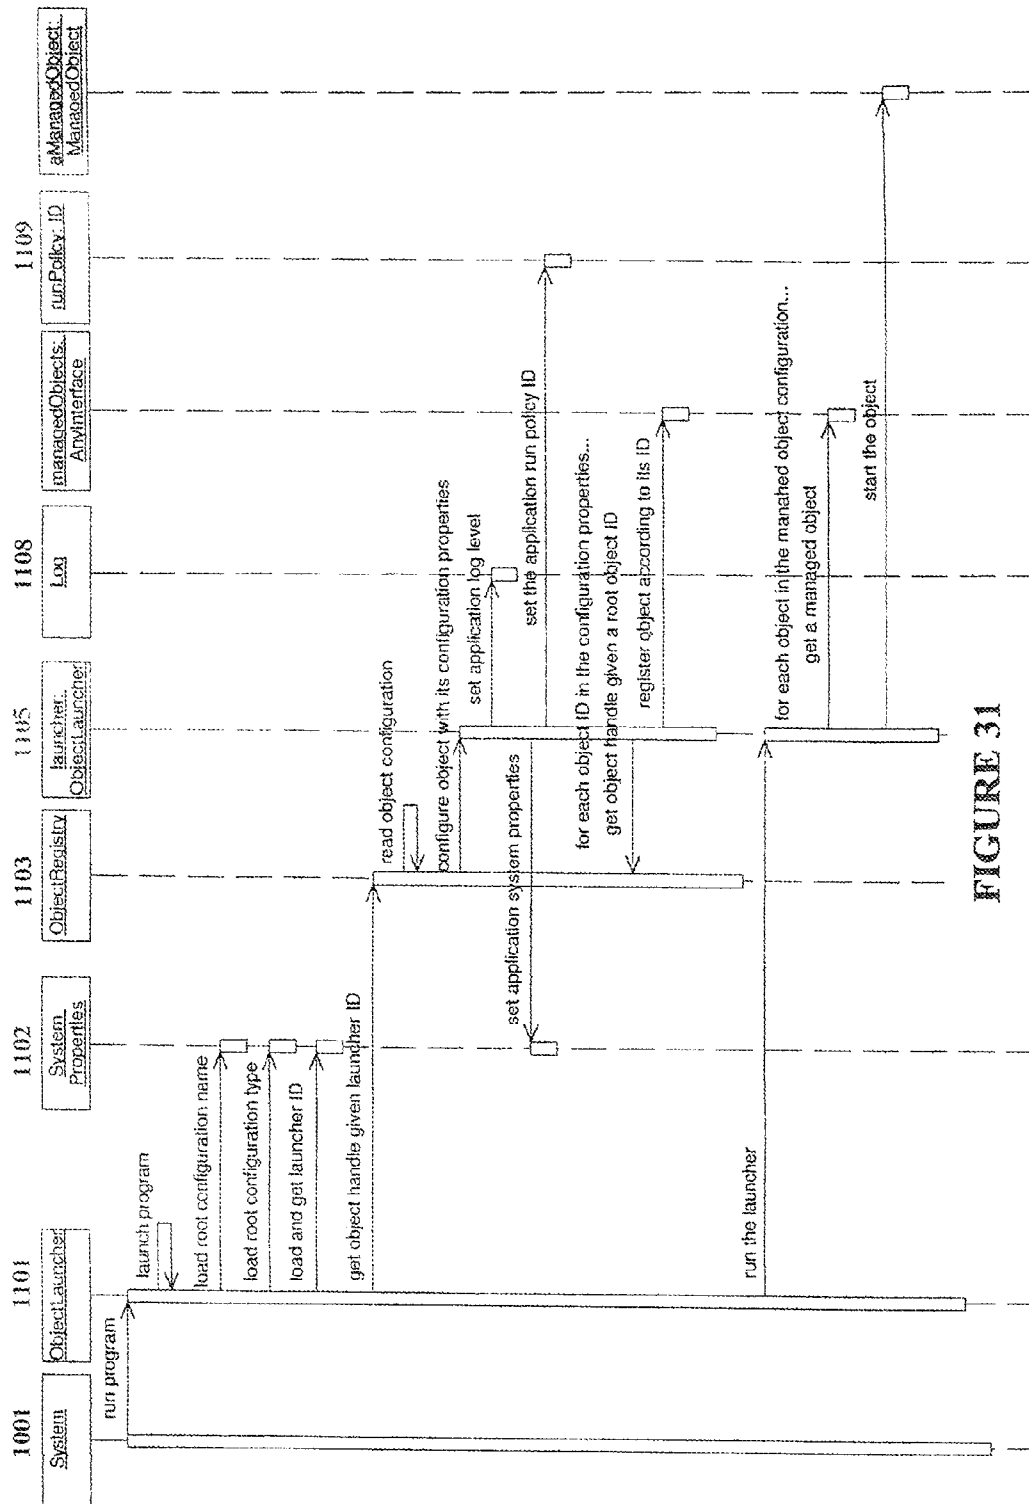 1001
System
1101
ObjectLauncher
1102
System
Properties
1103
ObjectRegistry
1105
launcher:
ObjectLauncher
1108
Log
managedObjects:
AnyInterface
1109
runPolicy: ID
aManagedObject:
ManagedObject
run program
launch program
load root configuration name
load root configuration type
load and get launcher ID
get object handle given launcher ID
read object configuration
configure object with its configuration properties
set application log level
set application system properties
set the application run policy ID
for each object ID in the configuration properties...
get object handle given a root object ID
register object according to its ID
run the launcher
for each object in the manahed object configuration...
get a managed object
start the object
FIGURE 31